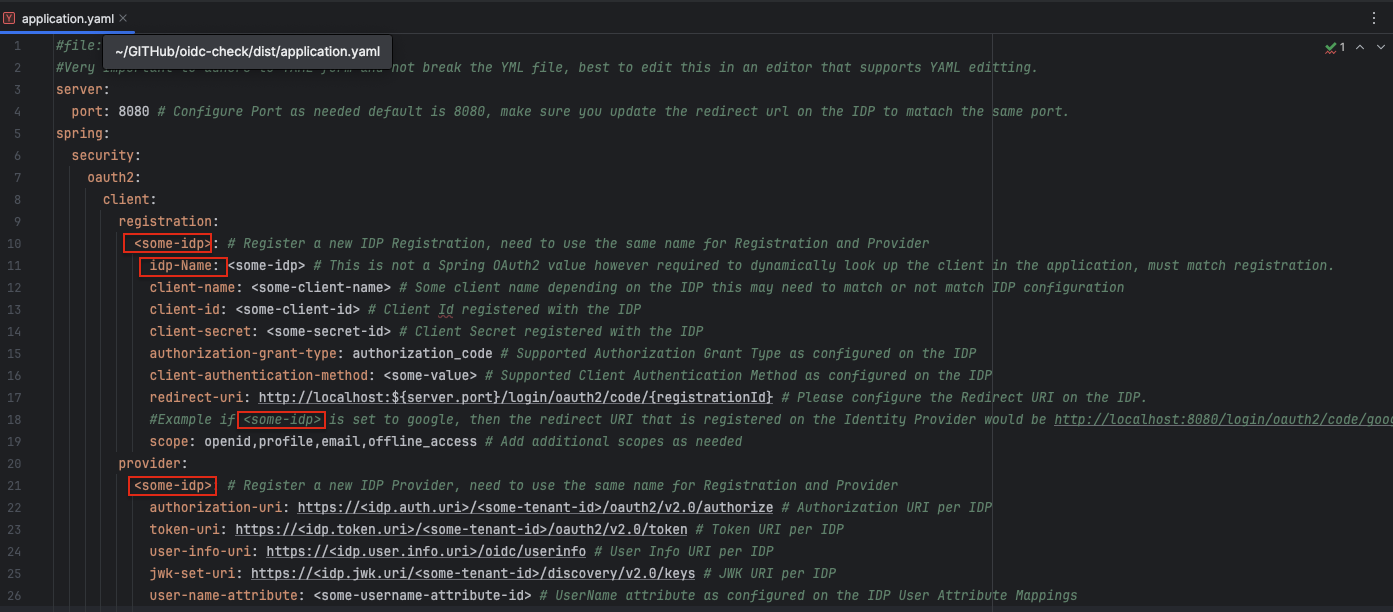 application.yaml
1 #file:
~/GITHub/oidc-check/dist/application.yaml
1
2 #Very important to adhere to YAML form and not break the YML file, best to edit this in an editor that supports YAML editting.
3 server:
4 port: 8080 # Configure Port as needed default is 8080, make sure you update the redirect url on the IDP to matach the same port.
5 spring:
6 security:
7 oauth2:
8 client:
9 registration:
10 <some-idp>: # Register a new IDP Registration, need to use the same name for Registration and Provider
11 idp-Name: <some-idp> # This is not a Spring OAuth2 value however required to dynamically look up the client in the application, must match registration.
12 client-name: <some-client-name> # Some client name depending on the IDP this may need to match or not match IDP configuration
13 client-id: <some-client-id> # Client Id registered with the IDP
14 client-secret: <some-secret-id> # Client Secret registered with the IDP
15 authorization-grant-type: authorization_code # Supported Authorization Grant Type as configured on the IDP
16 client-authentication-method: <some-value> # Supported Client Authentication Method as configured on the IDP
17 redirect-uri: http://localhost:${server.port}/login/oauth2/code/{registrationId} # Please configure the Redirect URI on the IDP.
18 #Example if <some-idp> is set to google, then the redirect URI that is registered on the Identity Provider would be http://localhost:8080/login/oauth2/code/goo
19 scope: openid,profile,email,offline_access # Add additional scopes as needed
20 provider:
21 <some-idp> # Register a new IDP Provider, need to use the same name for Registration and Provider
22 authorization-uri: https://<idp.auth.uri>/<some-tenant-id>/oauth2/v2.0/authorize # Authorization URI per IDP
23 token-uri: https://<idp.token.uri>/<some-tenant-id>/oauth2/v2.0/token # Token URI per IDP
24 user-info-uri: https://<idp.user.info.uri>/oidc/userinfo # User Info URI per IDP
25 jwk-set-uri: https://<idp.jwk.uri/<some-tenant-id>/discovery/v2.0/keys # JWK URI per IDP
26 user-name-attribute: <some-username-attribute-id> # UserName attribute as configured on the IDP User Attribute Mappings